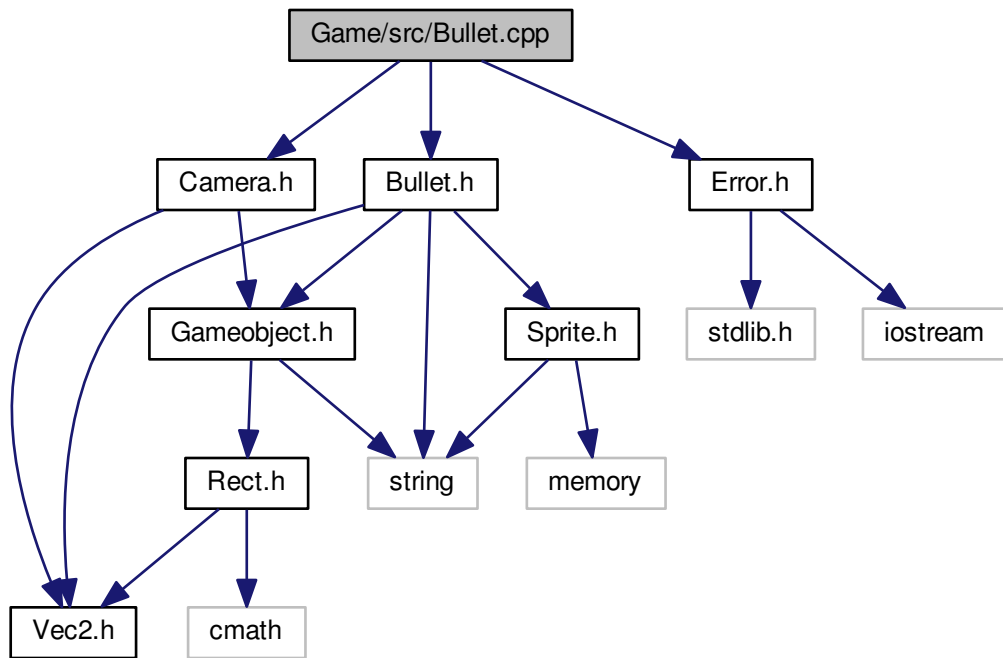 Game/src/Bullet.cpp
Camera.h
Bullet.h
Error.h
Gameobject.h
Sprite.h
stdlib.h
iostream
Rect.h
string
memory
Vec2.h
cmath